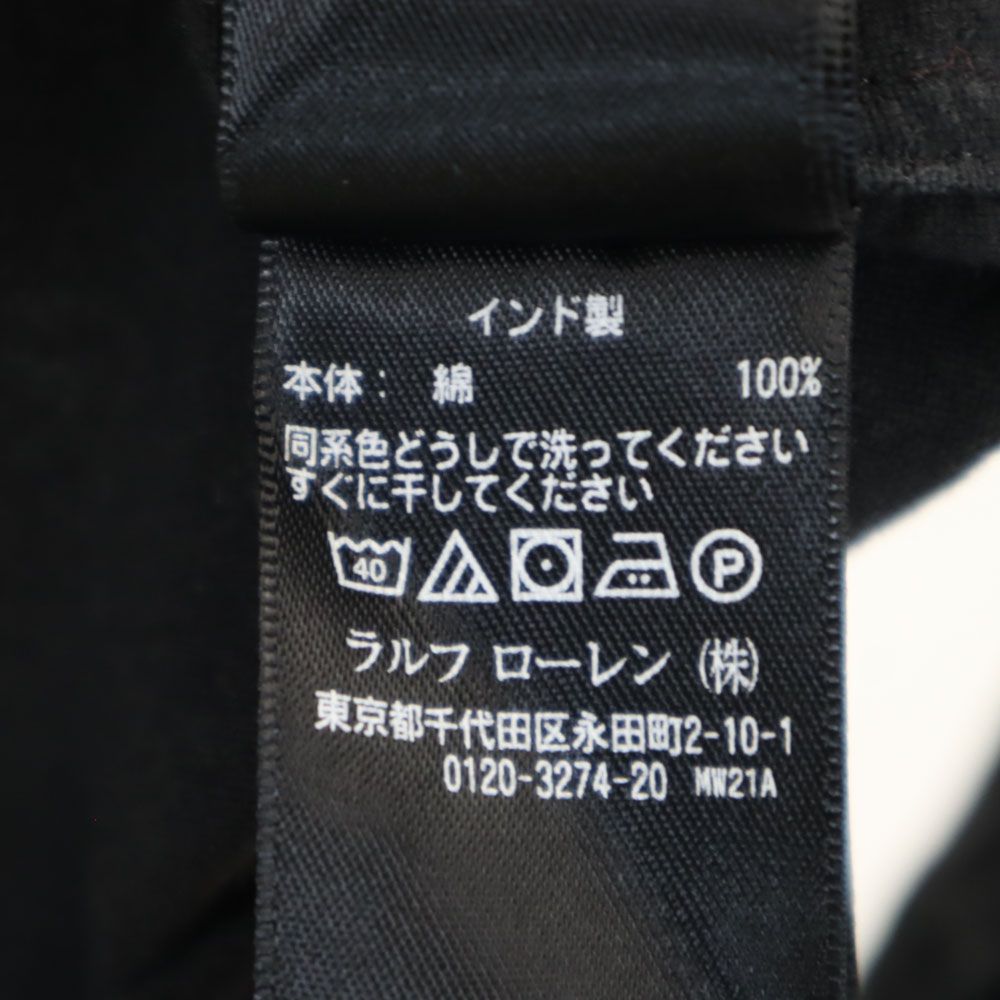 インド製
本体: 綿 100%
同系色どうしで洗ってください
すぐに干してください
40 P
ラルフ ローレン (株)
東京都千代田区永田町2-10-1
0120-3274-20 MW21A